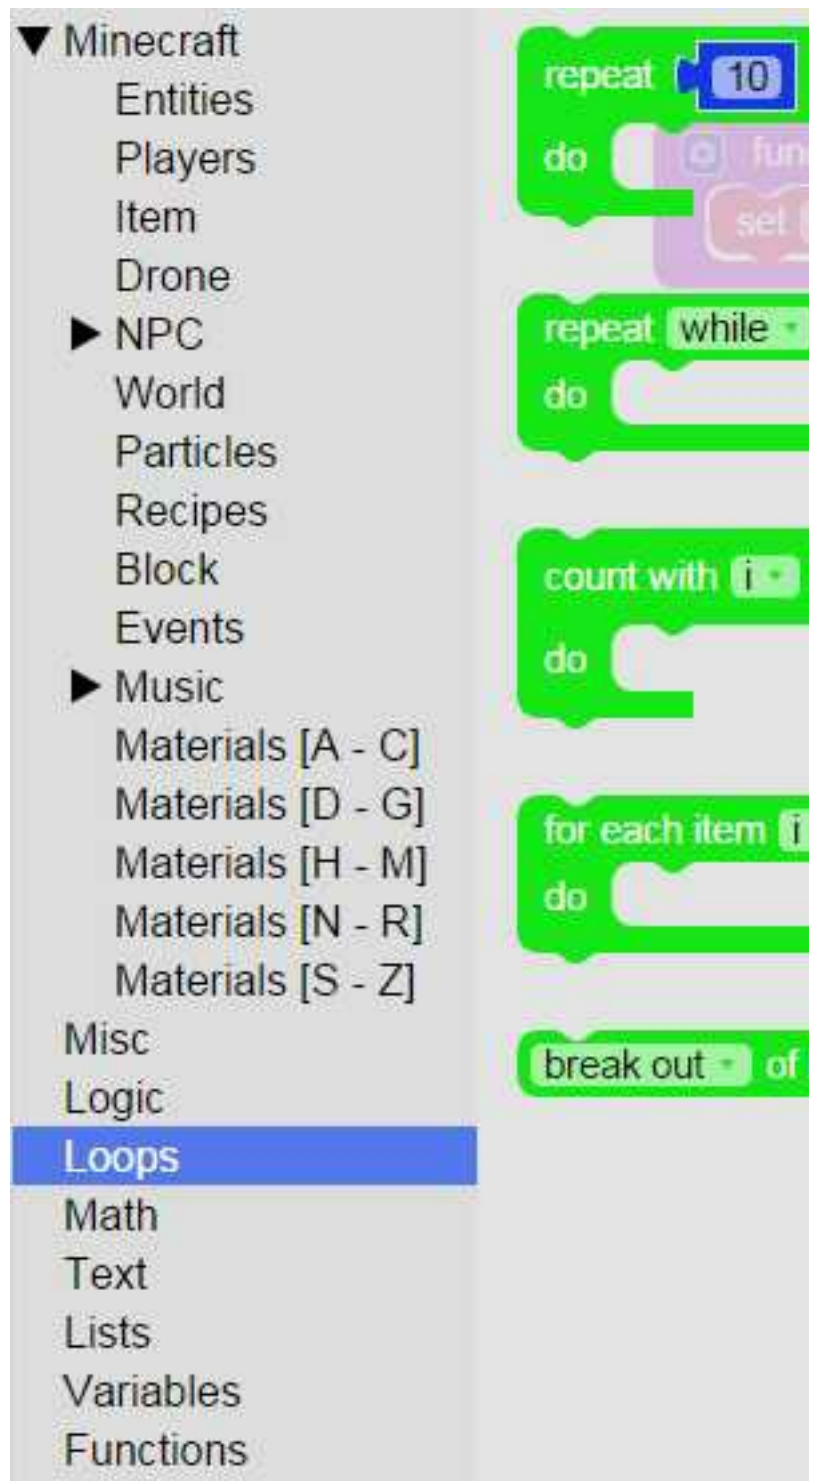 Minecraft
Entities
Players
Item
Drone
NPC
World
Particles
Recipes
Block
Events
Music
Materials [A - C]
Materials [D - G]
Materials [H - M]
Materials [N - R]
Materials [S - Z]
Misc
Logic
Loops
Math
Text
Lists
Variables
Functions
repeat 10
do
set
repeat while
do
count with i
do
for each item i
do
break out of